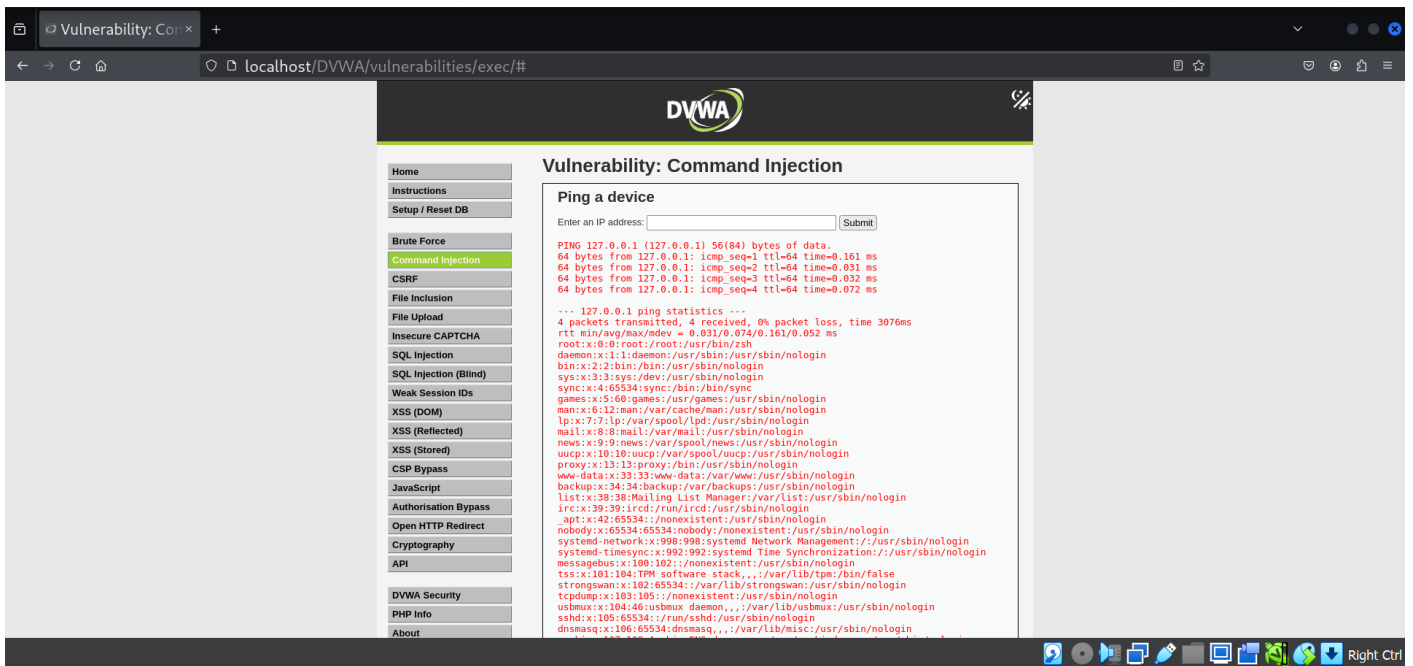 Vulnerability: Con
localhost/DVWA/vulnerabilities/exec/#
DVWA
Home
Instructions
Setup / Reset DB
Brute Force
Command Injection
CSRF
File Inclusion
File Upload
Insecure CAPTCHA
SQL Injection
SQL Injection (Blind)
Weak Session IDs
XSS (DOM)
XSS (Reflected)
XSS (Stored)
CSP Bypass
JavaScript
Authorisation Bypass
Open HTTP Redirect
Cryptography
API
DVWA Security
PHP Info
About
Vulnerability: Command Injection
Ping a device
Enter an IP address:
Submit
PING 127.0.0.1 (127.0.0.1) 56(84) bytes of data.
64 bytes from 127.0.0.1: icmp_seq=1 ttl=64 time=0.161 ms
64 bytes from 127.0.0.1: icmp_seq=2 ttl=64 time=0.031 ms
64 bytes from 127.0.0.1: icmp_seq=3 ttl=64 time=0.032 ms
64 bytes from 127.0.0.1: icmp_seq=4 ttl=64 time=0.072 ms
--- 127.0.0.1 ping statistics ---
4 packets transmitted, 4 received, 0% packet loss, time 3076ms
rtt min/avg/max/mdev = 0.031/0.074/0.161/0.052 ms
root:x:0:0:root:/root:/usr/bin/zsh
daemon:x:1:1:daemon:/usr/sbin:/usr/sbin/nologin
bin:x:2:2:bin:/bin:/usr/sbin/nologin
sys:x:3:3:sys:/dev:/usr/sbin/nologin
sync:x:4:65534:sync:/bin:/bin/sync
games:x:5:60:games:/usr/games:/usr/sbin/nologin
man:x:6:12:man:/var/cache/man:/usr/sbin/nologin
lp:x:7:7:lp:/var/spool/lpd:/usr/sbin/nologin
mail:x:8:8:mail:/var/mail:/usr/sbin/nologin
news:x:9:9:news:/var/spool/news:/usr/sbin/nologin
uucp:x:10:10:uucp:/var/spool/uucp:/usr/sbin/nologin
proxy:x:13:13:proxy:/bin:/usr/sbin/nologin
www-data:x:33:33:www-data:/var/www:/usr/sbin/nologin
backup:x:34:34:backup:/var/backups:/usr/sbin/nologin
list:x:38:38:Mailing List Manager:/var/list:/usr/sbin/nologin
irc:x:39:39:ircd:/run/ircd:/usr/sbin/nologin
_apt:x:42:65534::/nonexistent:/usr/sbin/nologin
nobody:x:65534:65534:nobody:/nonexistent:/usr/sbin/nologin
systemd-network:x:998:998:systemd Network Management:/:/usr/sbin/nologin
systemd-timesync:x:992:992:systemd Time Synchronization:/:/usr/sbin/nologin
messagebus:x:100:102::/nonexistent:/usr/sbin/nologin
tss:x:101:104:TPM software stack,,,:/var/lib/tpm:/bin/false
strongswan:x:102:65534::/var/lib/strongswan:/usr/sbin/nologin
tcpdump:x:103:105::/nonexistent:/usr/sbin/nologin
usbmux:x:104:46:usbmux daemon,,,:/var/lib/usbmux:/usr/sbin/nologin
sshd:x:105:65534::/run/sshd:/usr/sbin/nologin
dnsmasq:x:106:65534:dnsmasq,,,:/var/lib/misc:/usr/sbin/nologin
Right Ctrl